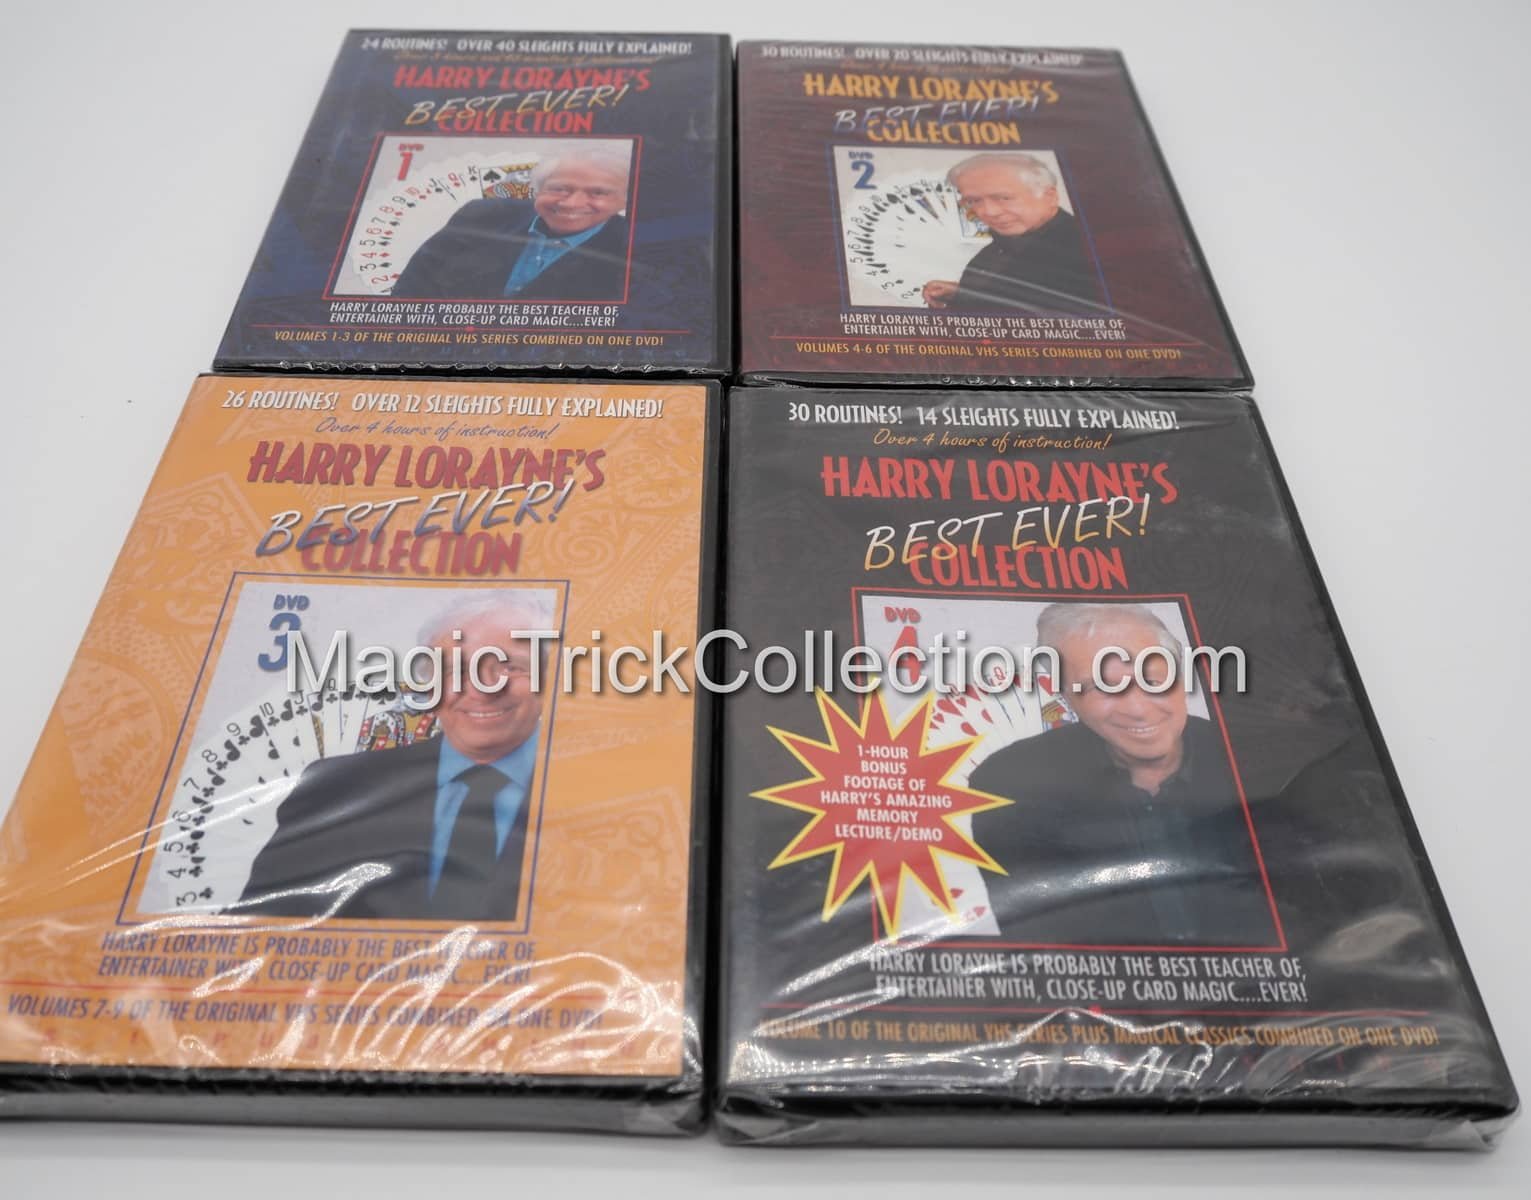 24 ROUTINES! OVER 40 SLEIGHTS FULLY EXPLAINED!
HARRY LORAYNE'S
BEST EVER!
COLLECTION
DVD
1
HARRY LORAYNE IS PROBABLY THE BEST TEACHER OF,
ENTERTAINER WITH, CLOSE-UP CARD MAGIC....EVER!
VOLUMES 1-3 OF THE ORIGINAL VHS SERIES COMBINED ON ONE DVD!
30 ROUTINES! OVER 20 SLEIGHTS FULLY EXPLAINED!
HARRY LORAYNE'S
BEST EVER!
COLLECTION
DVD
2
HARRY LORAYNE IS PROBABLY THE BEST TEACHER OF,
ENTERTAINER WITH, CLOSE-UP CARD MAGIC....EVER!
VOLUMES 4-6 OF THE ORIGINAL VHS SERIES COMBINED ON ONE DVD!
26 ROUTINES! OVER 12 SLEIGHTS FULLY EXPLAINED!
Over 4 hours of instruction!
HARRY LORAYNE'S
BEST EVER!
COLLECTION
DVD
3
HARRY LORAYNE IS PROBABLY THE BEST TEACHER OF,
ENTERTAINER WITH, CLOSE-UP CARD MAGIC....EVER!
VOLUMES 7-9 OF THE ORIGINAL VHS SERIES COMBINED ON ONE DVD!
30 ROUTINES! 14 SLEIGHTS FULLY EXPLAINED!
Over 4 hours of instruction!
HARRY LORAYNE'S
BEST EVER!
COLLECTION
DVD
4
1-HOUR
BONUS
FOOTAGE OF
HARRY'S AMAZING
MEMORY
LECTURE/DEMO
HARRY LORAYNE IS PROBABLY THE BEST TEACHER OF,
ENTERTAINER WITH, CLOSE-UP CARD MAGIC....EVER!
VOLUME 10 OF THE ORIGINAL VHS SERIES PLUS MAGICAL CLASSICS COMBINED ON ONE DVD!
MagicTrickCollection.com